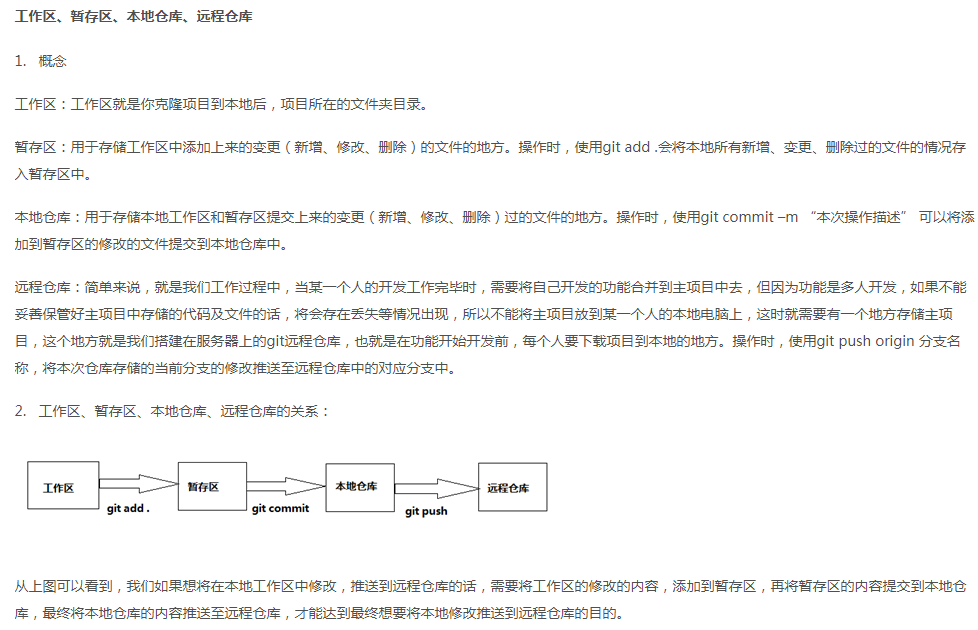 工作区、暂存区、本地仓库、远程仓库
1. 概念
工作区：工作区就是你克隆项目到本地后，项目所在的文件夹目录。
暂存区：用于存储工作区中添加上来的变更（新增、修改、删除）的文件的地方。操作时，使用git add .会将本地所有新增、变更、删除过的文件的情况存
入暂存区中。
本地仓库：用于存储本地工作区和暂存区提交上来的变更（新增、修改、删除）过的文件的地方。操作时，使用git commit –m “本次操作描述” 可以将添
加到暂存区的修改的文件提交到本地仓库中。
远程仓库：简单来说，就是我们工作过程中，当某一个人的开发工作完毕时，需要将自己开发的功能合并到主项目中去，但因为功能是多人开发，如果不能
妥善保管好主项目中存储的代码及文件的话，将会存在丢失等情况出现，所以不能将主项目放到某一个人的本地电脑上，这时就需要有一个地方存储主项
目，这个地方就是我们搭建在服务器上的git远程仓库，也就是在功能开始开发前，每个人要下载项目到本地的地方。操作时，使用git push origin 分支名
称，将本次仓库存储的当前分支的修改推送至远程仓库中的对应分支中。
2. 工作区、暂存区、本地仓库、远程仓库的关系：
工作区
git add .
暂存区
git commit
本地仓库
git push
远程仓库
从上图可以看到，我们如果想将在本地工作区中修改，推送到远程仓库的话，需要将工作区的修改的内容，添加到暂存区，再将暂存区的内容提交到本地仓
库，最终将本地仓库的内容推送至远程仓库，才能达到最终想要将本地修改推送到远程仓库的目的。